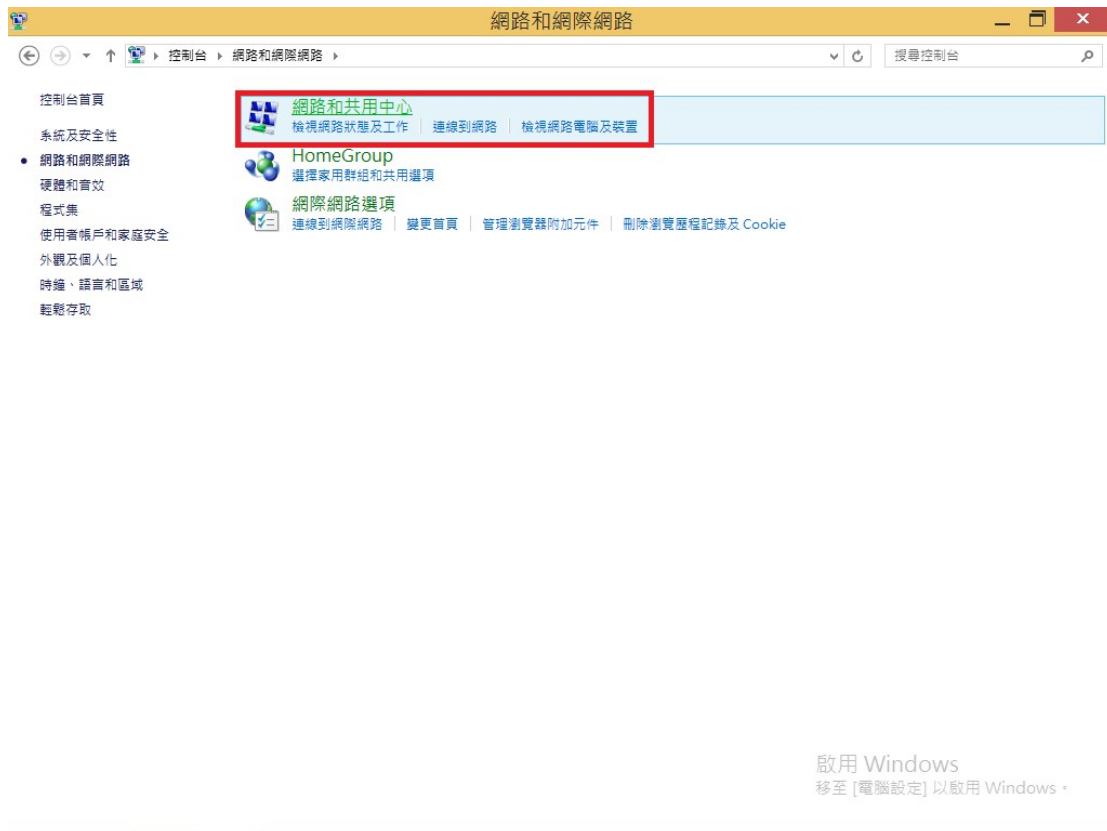 網路和網際網路
控制台 網路和網際網路
搜尋控制台
控制台首頁
系統及安全性
網路和網際網路
硬體和音效
程式集
使用者帳戶和家庭安全
外觀及個人化
時鐘、語言和區域
輕鬆存取
網路和共用中心
檢視網路狀態及工作 連線到網路 檢視網路電腦及裝置
HomeGroup
選擇家用群組和共用選項
網際網路選項
連線到網際網路 變更首頁 管理瀏覽器附加元件 刪除瀏覽歷程記錄及 Cookie
啟用 Windows
移至 [電腦設定] 以啟用 Windows。